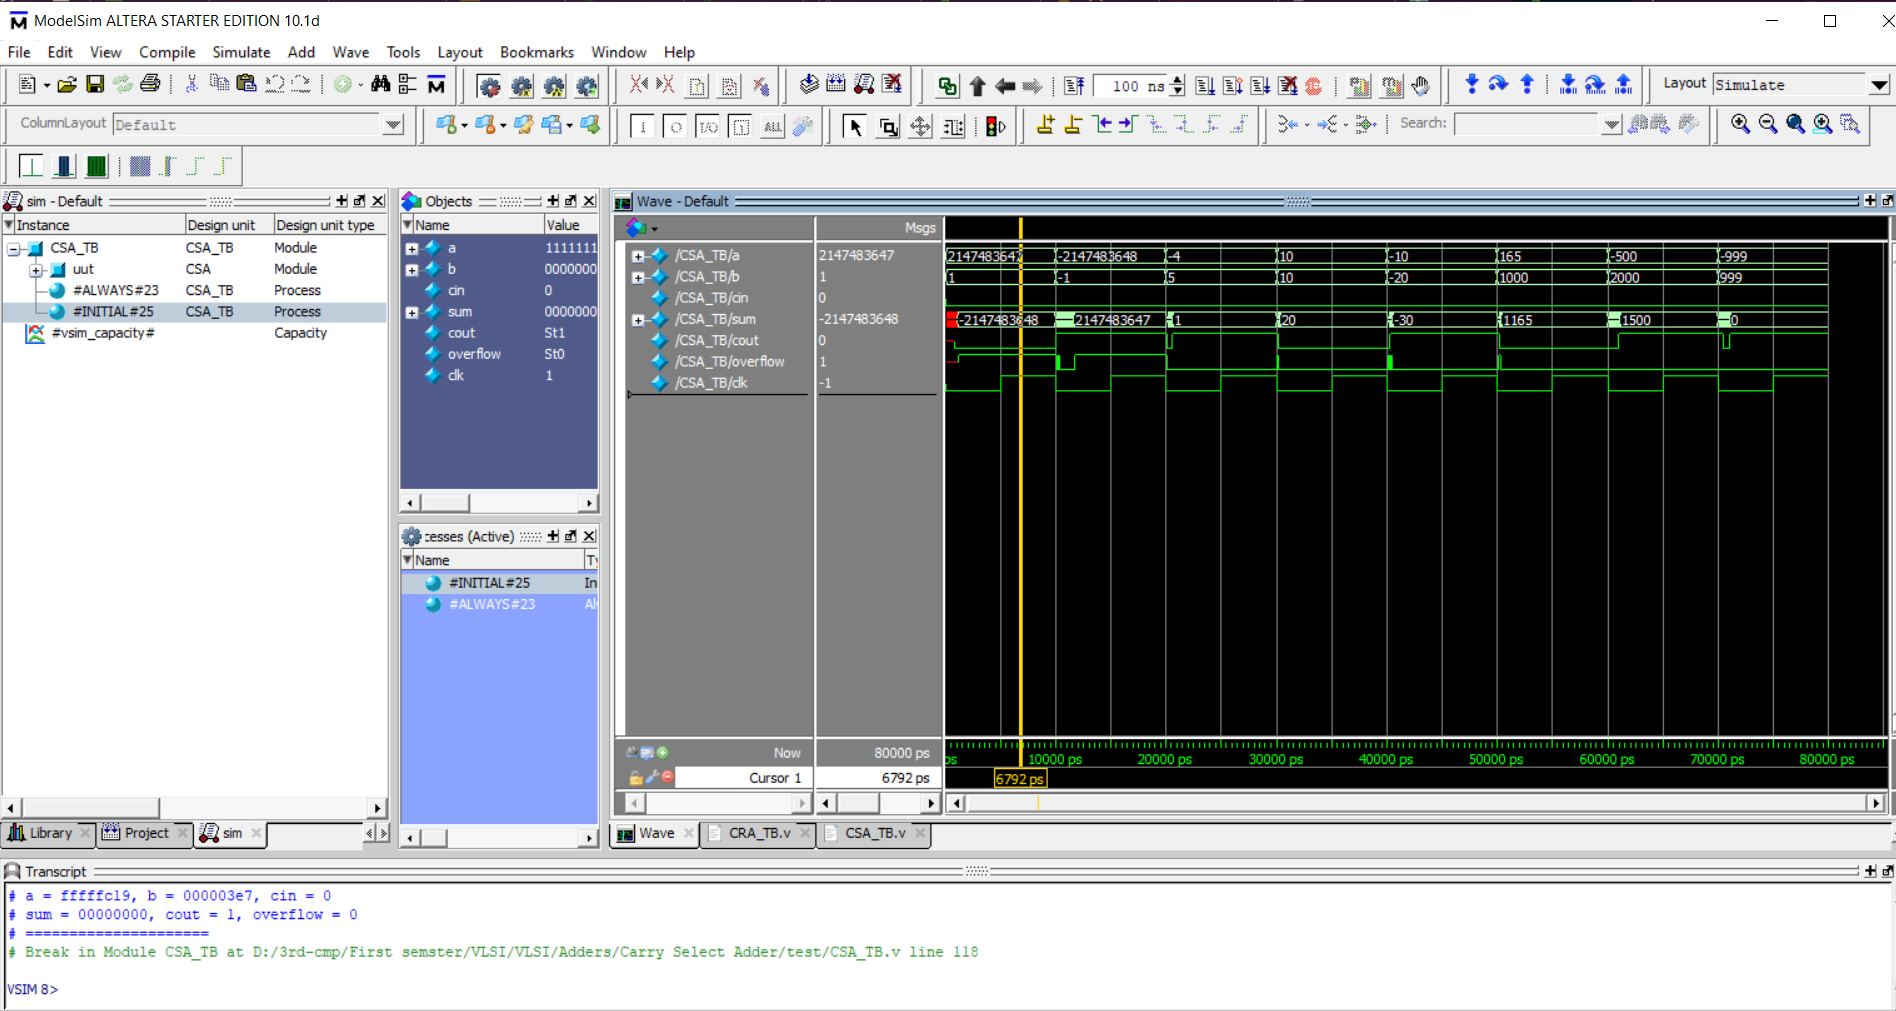 ModelSim ALTERA STARTER EDITION 10.1d
File Edit View Compile Simulate Add Wave Tools Layout Bookmarks Window Help
100 ns
Layout Simulate
ColumnLayout Default
Search:
sim - Default
Instance Design unit Design unit type
CSA_TB CSA_TB Module
uut CSA Module
#ALWAYS#23 CSA_TB Process
#INITIAL#25 CSA_TB Process
#vsim_capacity# Capacity
Objects
Name Value
a 1111111
b 0000000
cin 0
sum 0000000
cout St1
overflow St0
clk 1
cesses (Active)
Name Ty
#INITIAL#25 In
#ALWAYS#23 Al
Wave - Default
Msgs
/CSA_TB/a 2147483647 2147483647 -2147483648 -4 10 -10 165 -500 -999
/CSA_TB/b 1 1 -1 5 10 -20 1000 2000 999
/CSA_TB/cin 0
/CSA_TB/sum -2147483648 -2147483648 2147483647 1 20 -30 1165 1500 0
/CSA_TB/cout 0
/CSA_TB/overflow 1
/CSA_TB/clk -1
Now 80000 ps
ps 10000 ps 20000 ps 30000 ps 40000 ps 50000 ps 60000 ps 70000 ps 80000 ps
Cursor 1 6792 ps
6792 ps
Library Project sim
Wave CRA_TB.v CSA_TB.v
Transcript
# a = fffffc19, b = 000003e7, cin = 0
# sum = 00000000, cout = 1, overflow = 0
# =====================
# Break in Module CSA_TB at D:/3rd-cmp/First semster/VLSI/VLSI/Adders/Carry Select Adder/test/CSA_TB.v line 118
VSIM 8>